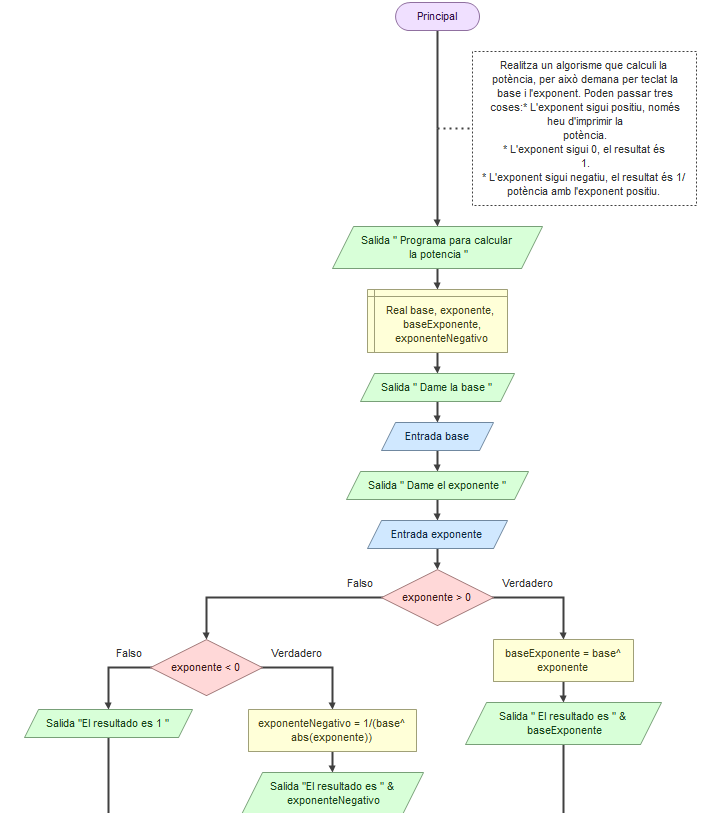 Principal
Realitza un algorisme que calculi la
potència, per això demana per teclat la
base i l'exponent. Poden passar tres
coses:* L'exponent sigui positiu, només
heu d'imprimir la
potència.
* L'exponent sigui 0, el resultat és
1.
* L'exponent sigui negatiu, el resultat és 1/
potència amb l'exponent positiu.
Salida " Programa para calcular
la potencia "
Real base, exponente,
baseExponente,
exponenteNegativo
Salida " Dame la base "
Entrada base
Salida " Dame el exponente "
Entrada exponente
Falso
exponente > 0
Verdadero
Falso
exponente < 0
Verdadero
baseExponente = base^
exponente
Salida "El resultado es 1 "
exponenteNegativo = 1/(base^
abs(exponente))
Salida " El resultado es " &
baseExponente
Salida "El resultado es " &
exponenteNegativo